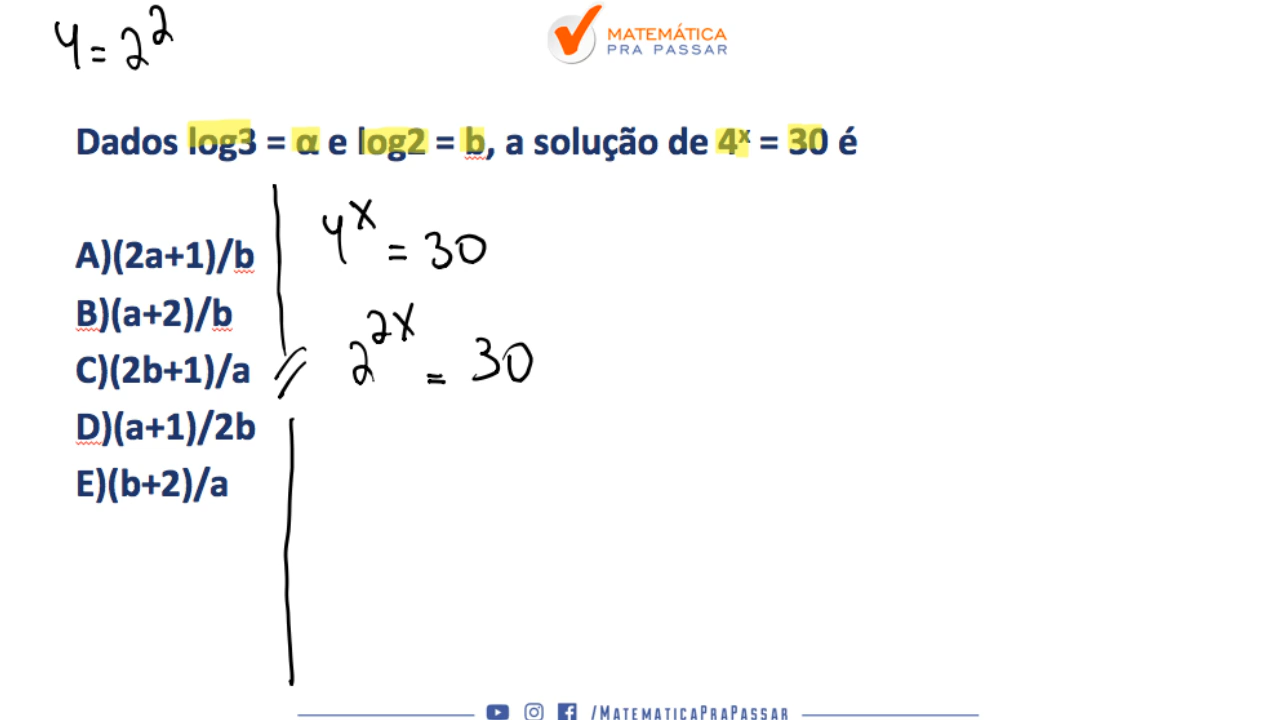 4 = 2²
MATEMÁTICA
PRA PASSAR
Dados log3 = α e log2 = b, a solução de 4ˣ = 30 é
A)(2a+1)/b
B)(a+2)/b
C)(2b+1)/a
D)(a+1)/2b
E)(b+2)/a
4ˣ = 30
2²ˣ = 30
/MATEMATICAPRAPASSAR